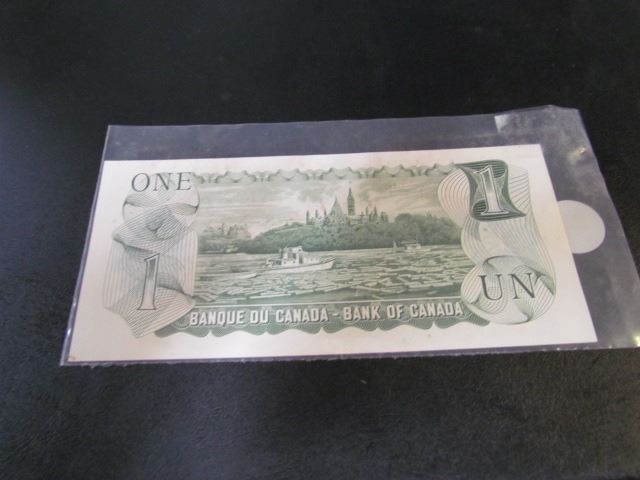 ONE
1
1
UN
BANQUE DU CANADA - BANK OF CANADA